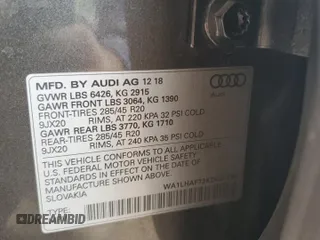 MFD. BY AUDI AG 12 18
GVWR LBS 6426, KG 2915
GAWR FRONT LBS 3064, KG 1390
FRONT-TIRES 285/45 R20
9JX20 RIMS, AT 220 KPA 32 PSI COLD
GAWR REAR LBS 3770, KG 1710
REAR-TIRES 285/45 R20
9JX20 RIMS, AT 240 KPA 35 PSI COLD
THIS VEHICLE CONFORMS TO ALL APPLICABLE
U.S. FEDERAL MOTOR VEHICLE SAFETY
STANDARDS IN EFFECT ON THE DATE OF
MANUFACTURE SHOWN ABOVE.
SLOVAKIA
TYPE:
DREAMBID
dreambid.com